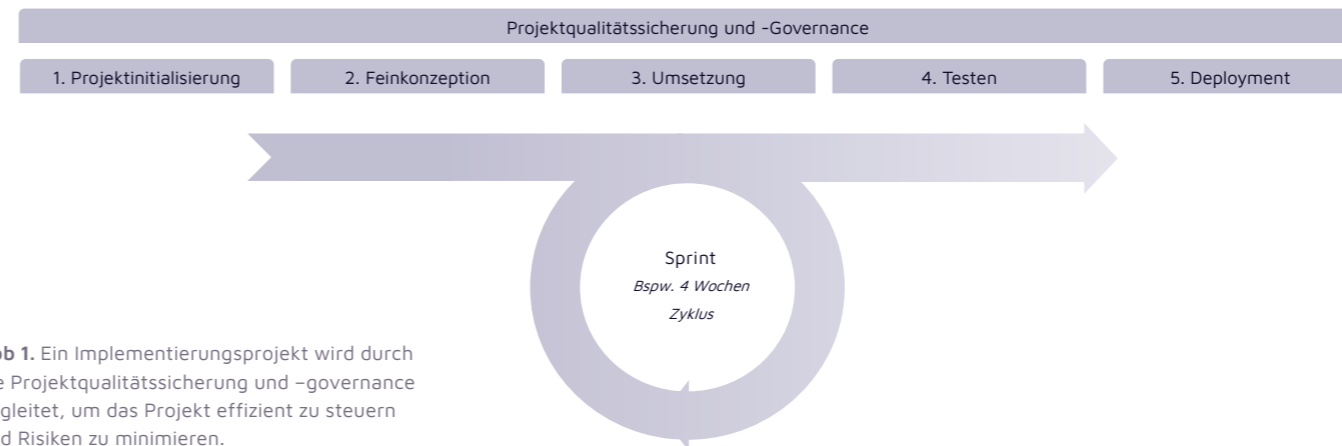 Projektqualitätssicherung und -Governance
1. Projektinitialisierung
2. Feinkonzeption
3. Umsetzung
4. Testen
5. Deployment
Sprint
Bspw. 4 Wochen
Zyklus
1. Ein Implementierungsprojekt wird durch
Projektqualitätssicherung und –governance
gleitet, um das Projekt effizient zu steuern
d Risiken zu minimieren.